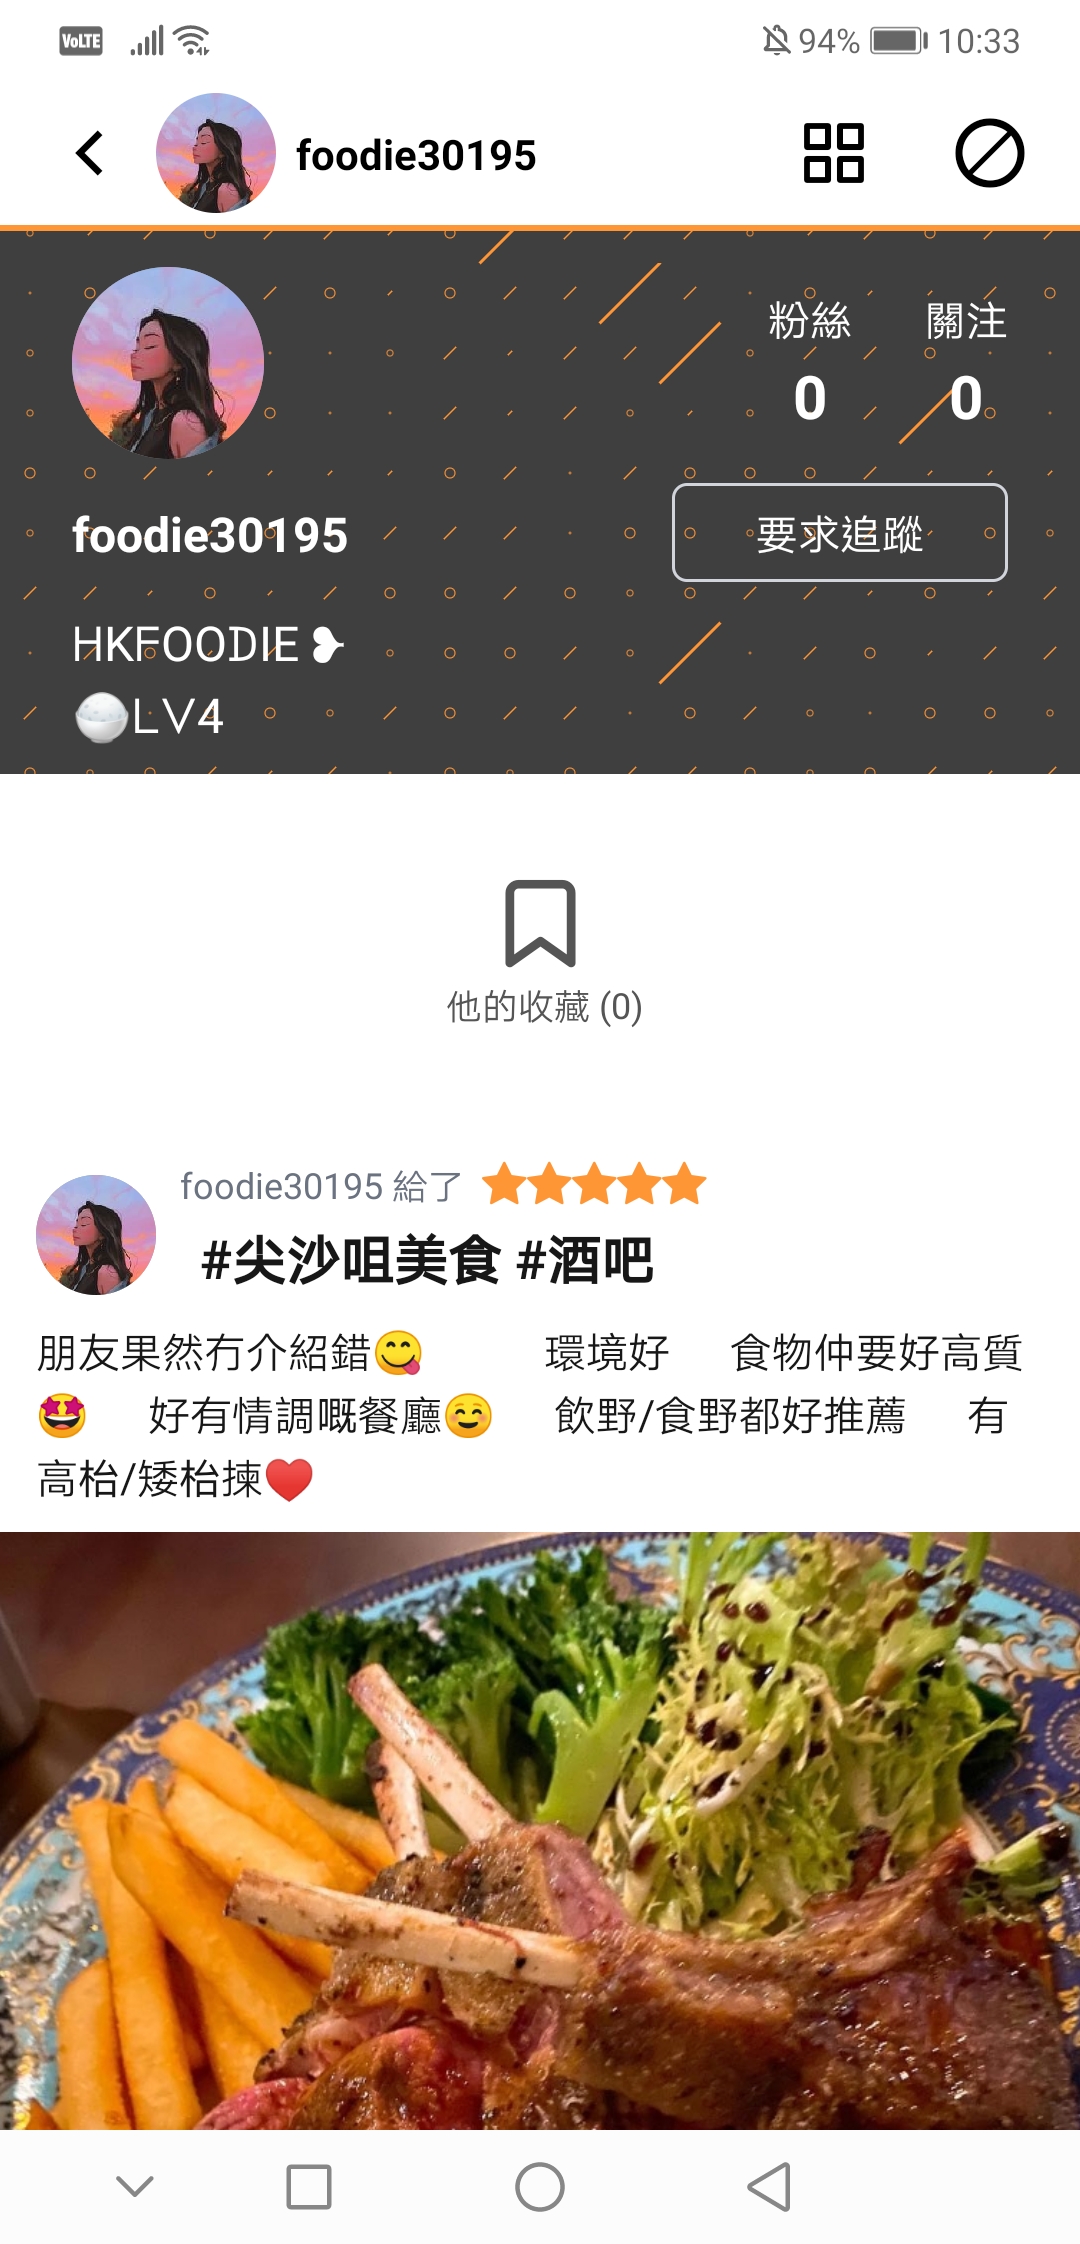 VoLTE 94% 10:33
foodie30195
粉絲 關注
0 0
foodie30195 要求追蹤
HKFOODIE ❥
🍚LV4
他的收藏 (0)
foodie30195 給了 ★★★★★
#尖沙咀美食 #酒吧
朋友果然冇介紹錯😋 環境好 食物仲要好高質
🤩 好有情調嘅餐廳☺️ 飲野/食野都好推薦 有
高枱/矮枱揀♥️